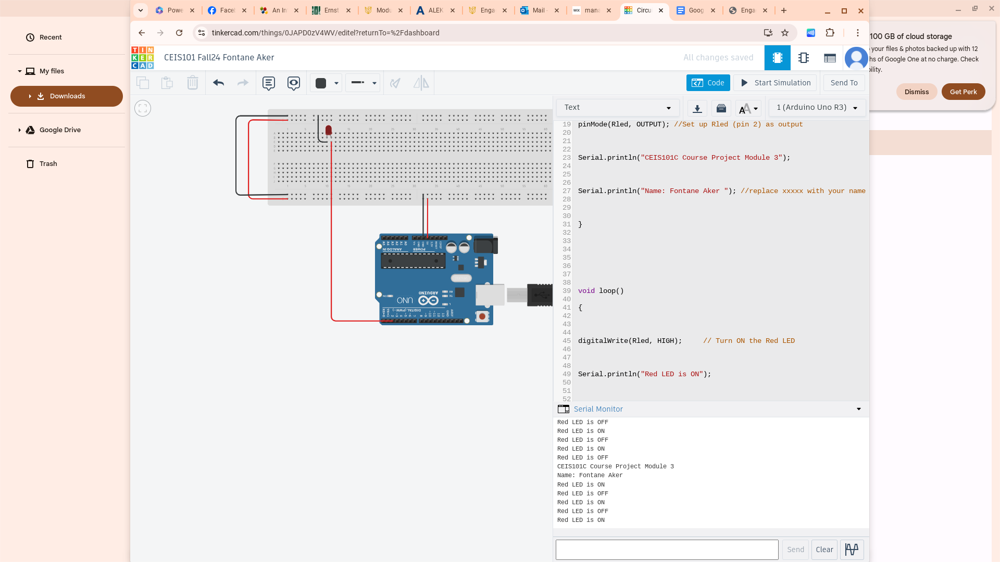 Powe
Facel
An In
Ernst
Modu
ALEK
Enga
Mail -
WIX
mana
Circu
Goog
Enga
tinkercad.com/things/0JAPD0zV4WV/editel?returnTo=%2Fdashboard
Recent
My files
Downloads
Google Drive
Trash
TIN
KER
CAD
CEIS101 Fall24 Fontane Aker
All changes saved
Code
Start Simulation
Send To
Text
1 (Arduino Uno R3)
19 pinMode(Rled, OUTPUT); //Set up Rled (pin 2) as output
20
21
22
23 Serial.println("CEIS101C Course Project Module 3");
24
25
26
27 Serial.println("Name: Fontane Aker "); //replace xxxxx with your name
28
29
30
31 }
32
33
34
35
36
37
38
39 void loop()
40
41 {
42
43
44
45 digitalWrite(Rled, HIGH);     // Turn ON the Red LED
46
47
48
49 Serial.println("Red LED is ON");
50
51
52
ANALOG IN
POWER
ARDUINO
UNO
DIGITAL (PWM~)
Serial Monitor
Red LED is OFF
Red LED is ON
Red LED is OFF
Red LED is ON
Red LED is OFF
CEIS101C Course Project Module 3
Name: Fontane Aker
Red LED is ON
Red LED is OFF
Red LED is ON
Red LED is OFF
Red LED is ON
Send
Clear
100 GB of cloud storage
your files & photos backed up with 12
hs of Google One at no charge. Check
bility.
Dismiss
Get Perk